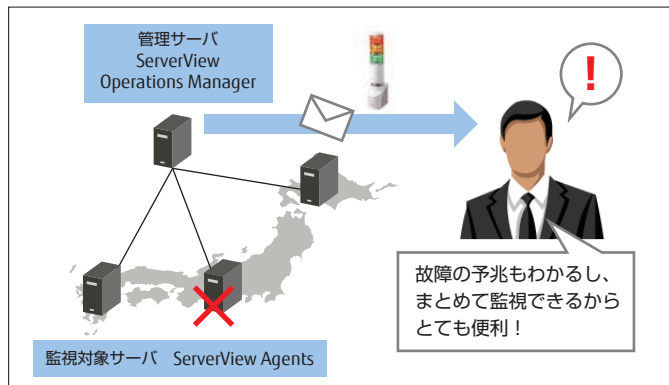 管理サーバ
ServerView
Operations Manager
!
故障の予兆もわかるし、
まとめて監視できるから
とても便利！
監視対象サーバ　ServerView Agents